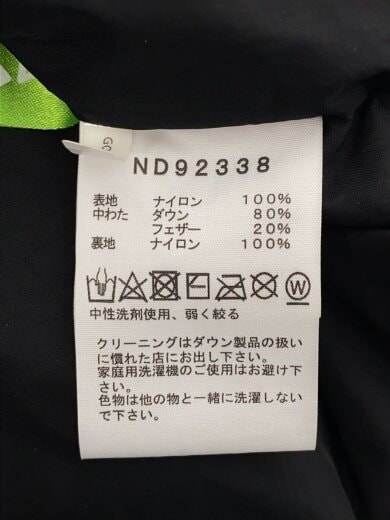 ND92338
表地 ナイロン 100%
中わた ダウン 80%
フェザー 20%
裏地 ナイロン 100%
W
中性洗剤使用、弱く絞る
クリーニングはダウン製品の扱い
に慣れた店にお出し下さい。
家庭用洗濯機のご使用はお避け下
さい。
色物は他の物と一緒に洗濯しない
で下さい。